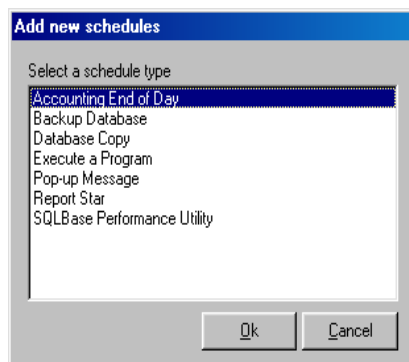 Add new schedules
Select a schedule type
Accounting End of Day
Backup Database
Database Copy
Execute a Program
Pop-up Message
Report Star
SQLBase Performance Utility
Ok Cancel